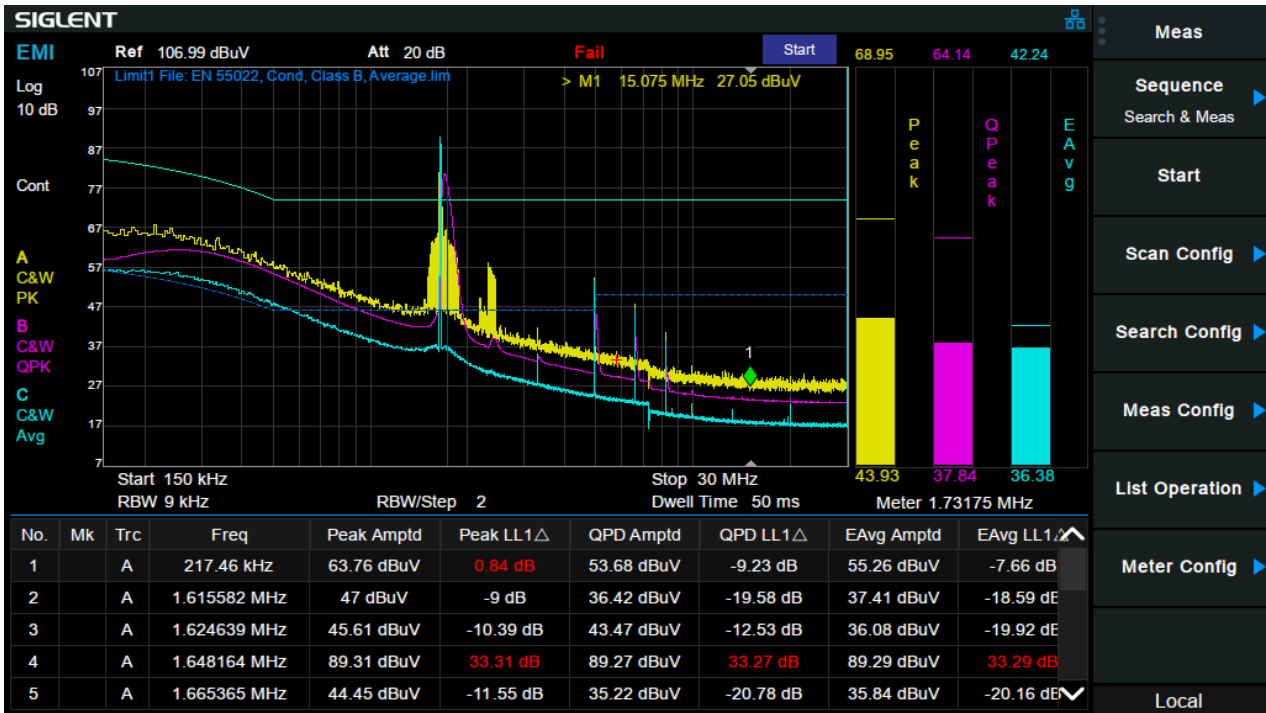 SIGLENT
EMI
Ref 106.99 dBuV
Att 20 dB
Fail
Start
68.95
64.14
42.24
Log
10 dB
Cont
A
C&W
PK
B
C&W
QPK
C
C&W
Avg
107
97
87
77
67
57
47
37
27
17
7
Limit1 File: EN 55022, Cond, Class B, Average.lim
> M1 15.075 MHz 27.05 dBuV
1
Peak
QPeak
EAvg
43.93
37.84
36.38
Start 150 kHz
Stop 30 MHz
RBW 9 kHz
RBW/Step 2
Dwell Time 50 ms
Meter 1.73175 MHz
No. Mk Trc Freq Peak Amptd Peak LL1△ QPD Amptd QPD LL1△ EAvg Amptd EAvg LL1△
1 A 217.46 kHz 63.76 dBuV 0.84 dB 53.68 dBuV -9.23 dB 55.26 dBuV -7.66 dB
2 A 1.615582 MHz 47 dBuV -9 dB 36.42 dBuV -19.58 dB 37.41 dBuV -18.59 dB
3 A 1.624639 MHz 45.61 dBuV -10.39 dB 43.47 dBuV -12.53 dB 36.08 dBuV -19.92 dB
4 A 1.648164 MHz 89.31 dBuV 33.31 dB 89.27 dBuV 33.27 dB 89.29 dBuV 33.29 dB
5 A 1.665365 MHz 44.45 dBuV -11.55 dB 35.22 dBuV -20.78 dB 35.84 dBuV -20.16 dB
Meas
Sequence
Search & Meas
Start
Scan Config
Search Config
Meas Config
List Operation
Meter Config
Local